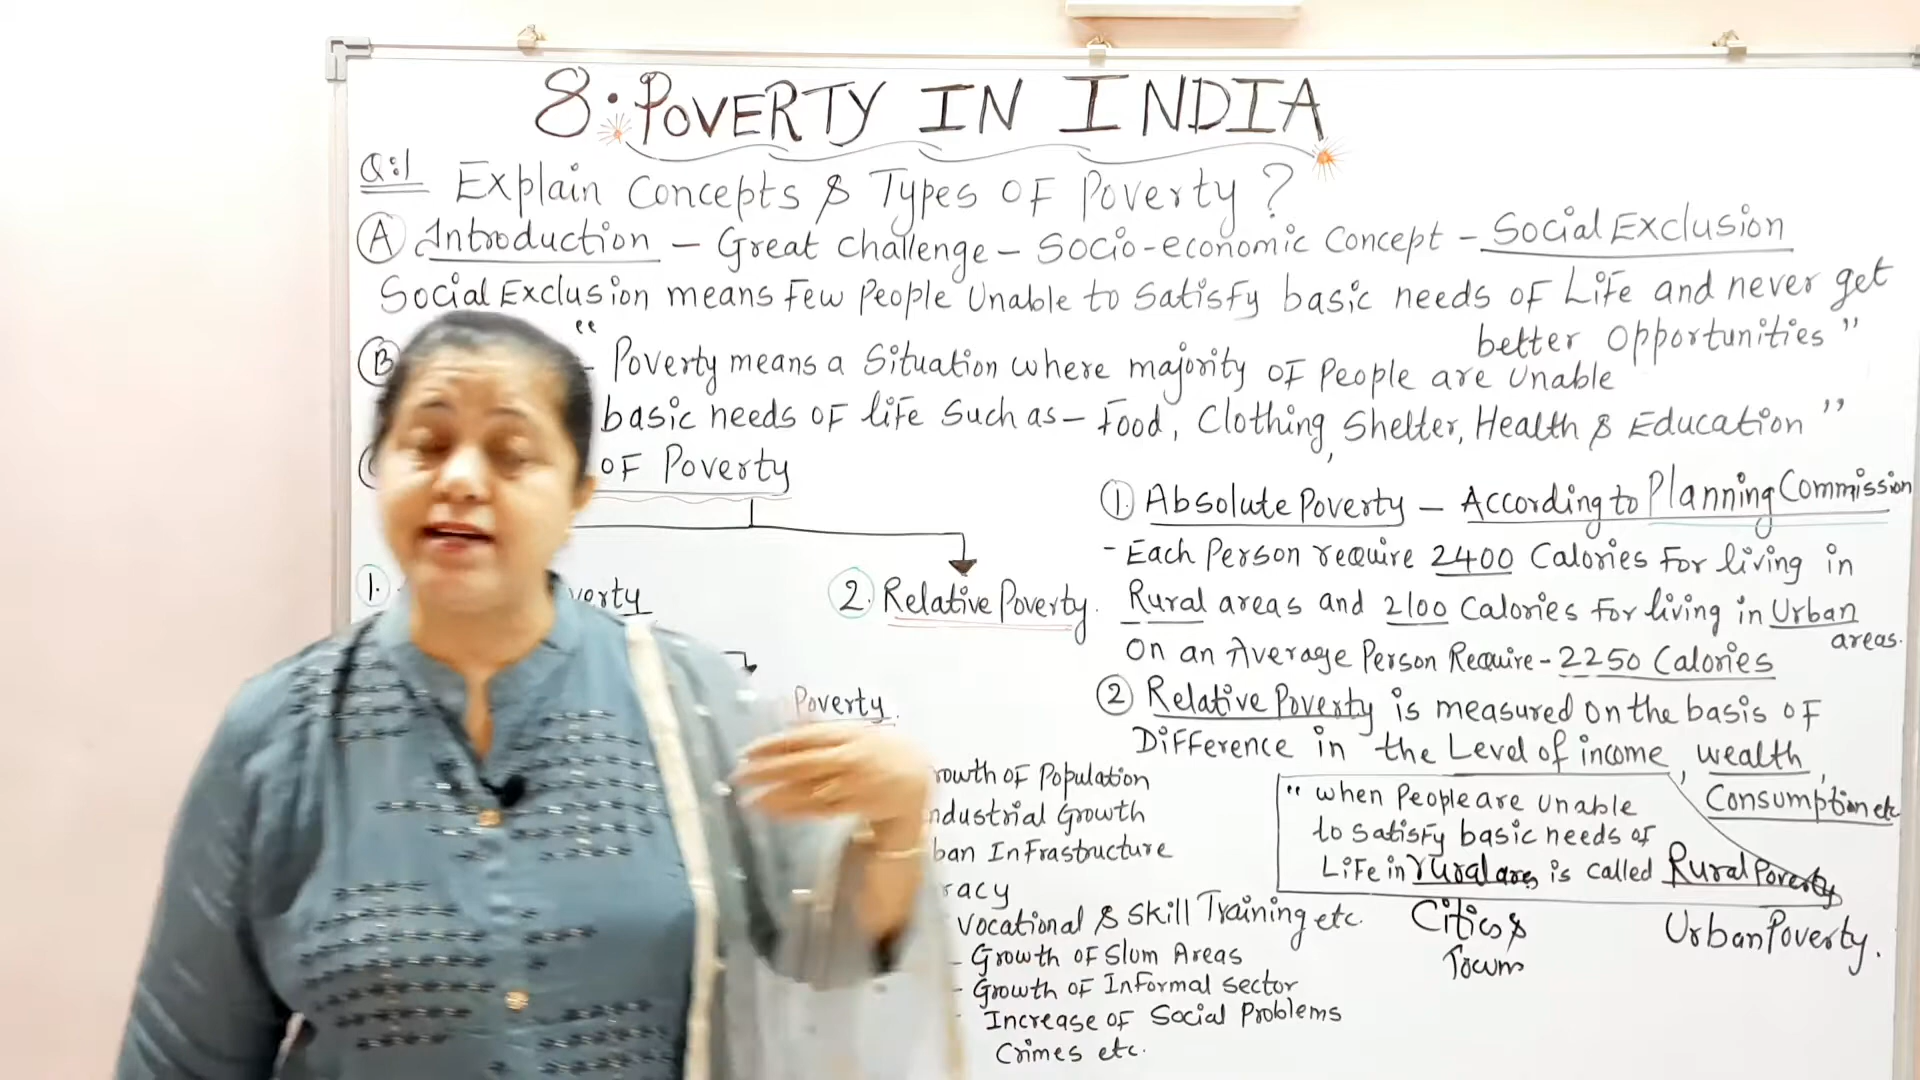 8. POVERTY IN INDIA
Q:1 Explain Concepts & Types OF Poverty?
A Introduction – Great challenge – Socio-economic Concept – Social Exclusion
Social Exclusion means Few People Unable to Satisfy basic needs OF Life and never get
better Opportunities"
B – "Poverty means a Situation where majority OF People are Unable
basic needs OF life Such as – Food, Clothing, Shelter, Health & Education"
OF Poverty
1. verty
2. Relative Poverty.
Poverty.
rowth OF Population
ndustrial Growth
ban Infrastructure
racy
Vocational & Skill Training etc.
– Growth OF Slum Areas
- Growth OF Informal Sector
Increase OF Social Problems
Crimes etc.
1. Absolute Poverty – According to Planning Commission
- Each Person require 2400 Calories For living in
Rural areas and 2100 Calories For living in Urban
areas.
On an Average Person Require - 2250 Calories
2 Relative Poverty is measured on the basis OF
Difference in the Level of income, wealth,
Consumption etc
"when People are Unable
to Satisfy basic needs OF
Life in rural ares is called Rural Poverty
Cities &
Towns
Urban Poverty.